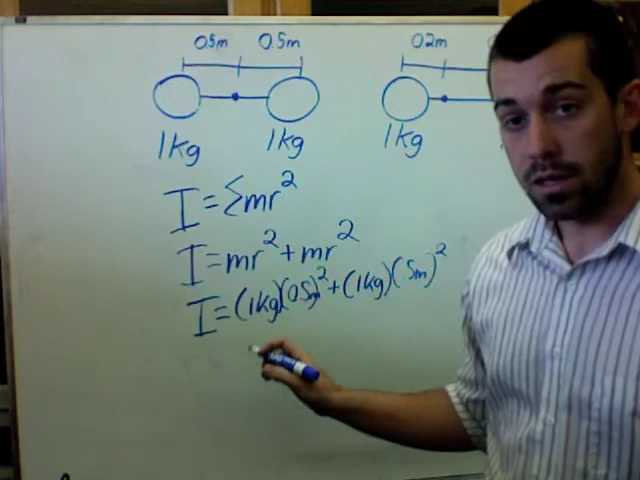 0.5m 0.5m 0.2m
1kg 1kg 1kg
I=Σmr²
I=mr²+mr²
I=(1kg)(0.5m)²+(1kg)(.5m)²